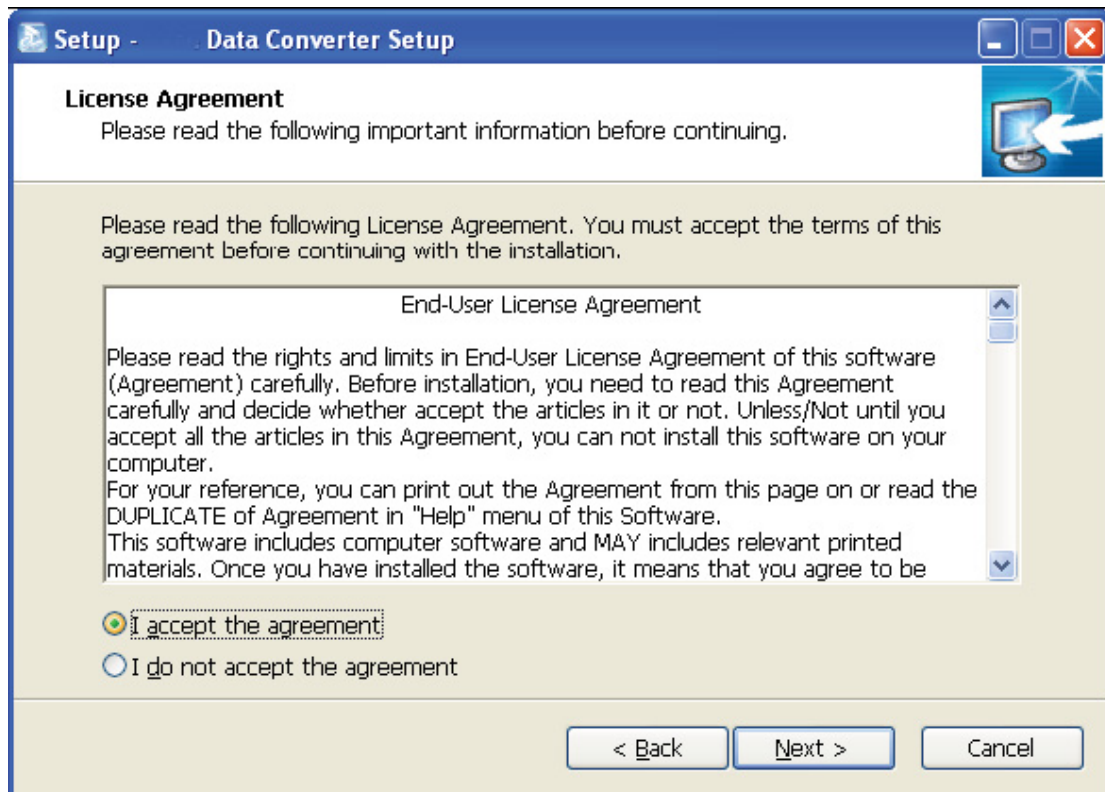 Setup - Data Converter Setup
License Agreement
Please read the following important information before continuing.
Please read the following License Agreement. You must accept the terms of this
agreement before continuing with the installation.
End-User License Agreement
Please read the rights and limits in End-User License Agreement of this software
(Agreement) carefully. Before installation, you need to read this Agreement
carefully and decide whether accept the articles in it or not. Unless/Not until you
accept all the articles in this Agreement, you can not install this software on your
computer.
For your reference, you can print out the Agreement from this page on or read the
DUPLICATE of Agreement in "Help" menu of this Software.
This software includes computer software and MAY includes relevant printed
materials. Once you have installed the software, it means that you agree to be
I accept the agreement
I do not accept the agreement
< Back Next > Cancel